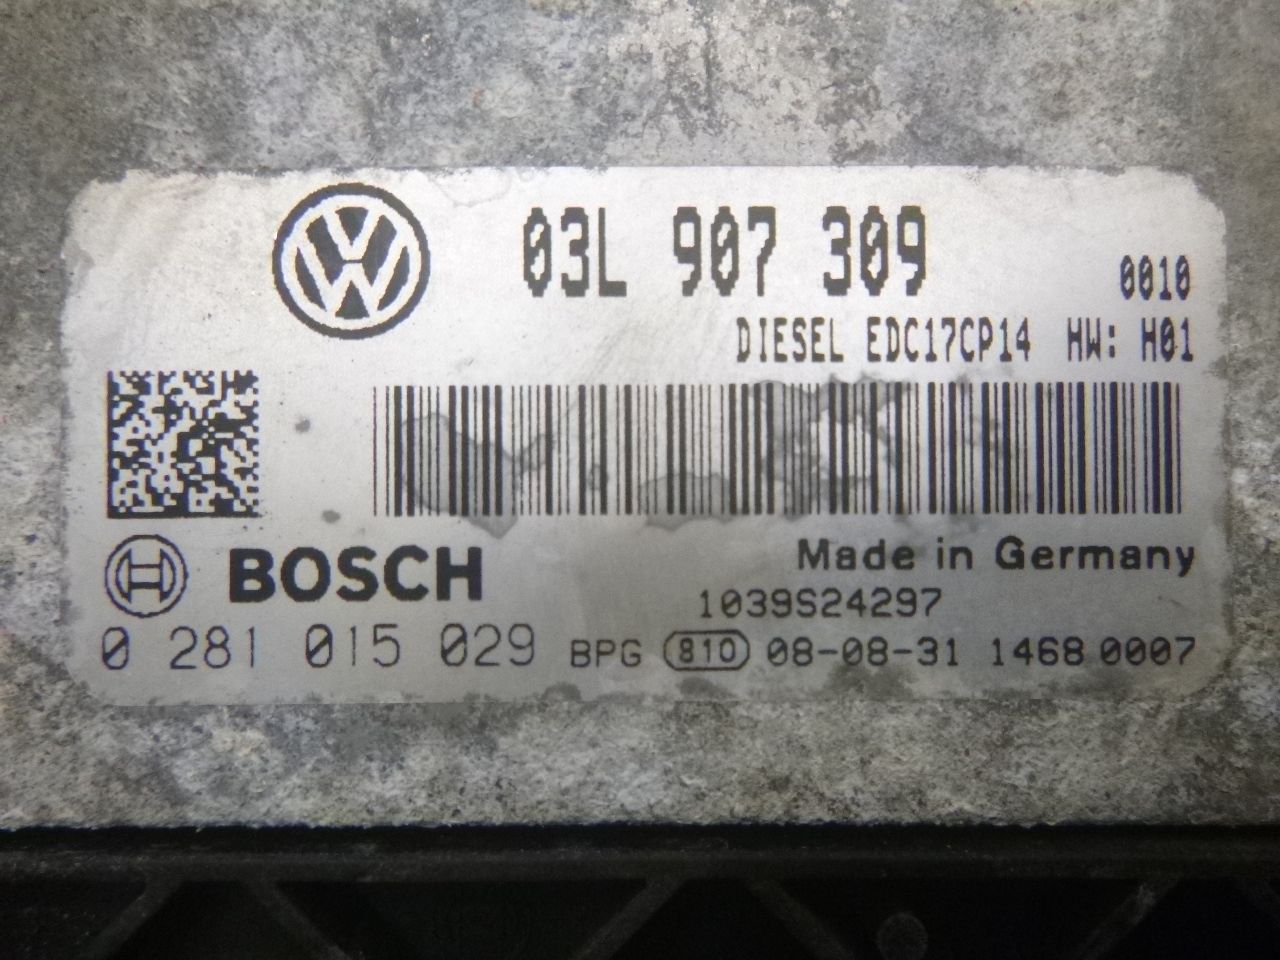 03L 907 309
0010
DIESEL EDC17CP14 HW: H01
BOSCH
Made in Germany
1039S24297
0 281 015 029 BPG 810 08-08-31 1468 0007